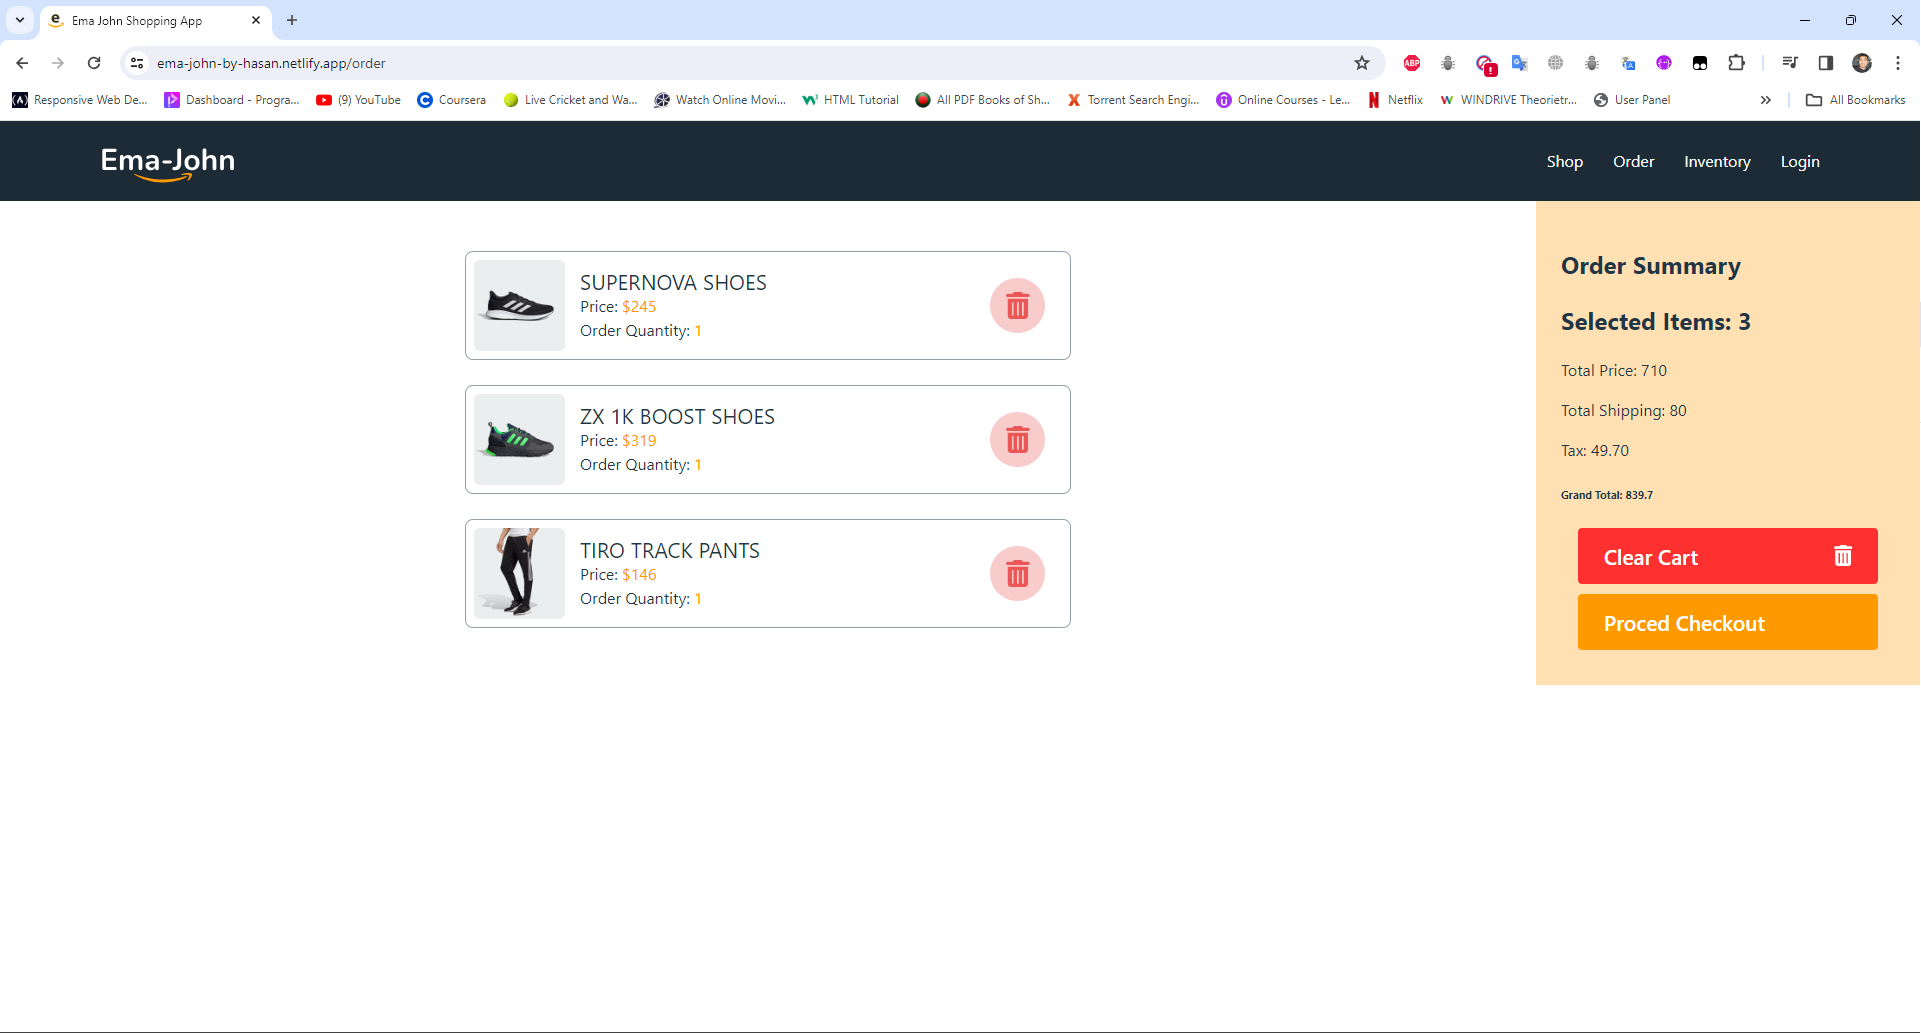 Ema John Shopping App
ema-john-by-hasan.netlify.app/order
ABP
Responsive Web De...
Dashboard - Progra...
(9) YouTube
Coursera
Live Cricket and Wa...
Watch Online Movi...
HTML Tutorial
All PDF Books of Sh...
Torrent Search Engi...
Online Courses - Le...
Netflix
WINDRIVE Theorietr...
User Panel
All Bookmarks
Ema-John
Shop
Order
Inventory
Login
SUPERNOVA SHOES
Price: $245
Order Quantity: 1
ZX 1K BOOST SHOES
Price: $319
Order Quantity: 1
TIRO TRACK PANTS
Price: $146
Order Quantity: 1
Order Summary
Selected Items: 3
Total Price: 710
Total Shipping: 80
Tax: 49.70
Grand Total: 839.7
Clear Cart
Proced Checkout